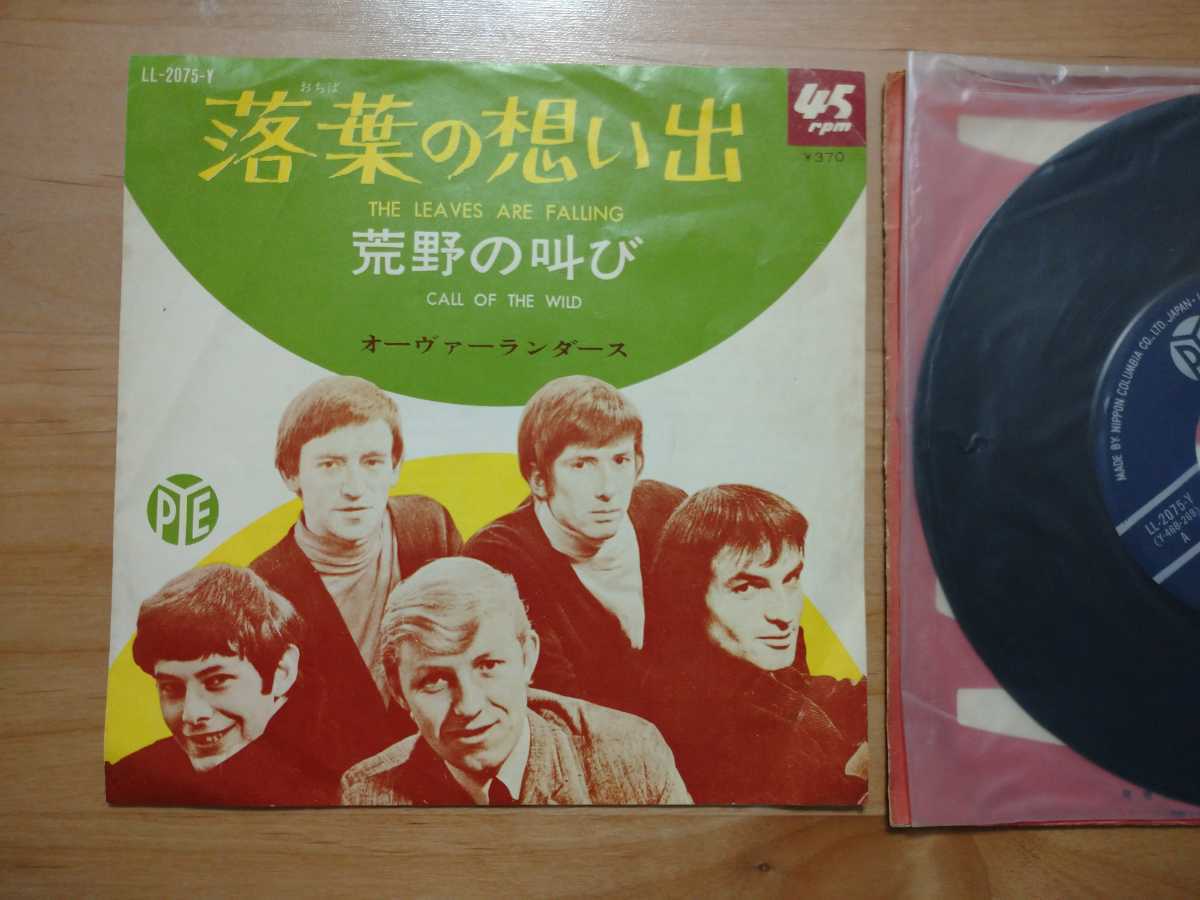 LL-2075-Y
45
rpm
¥370
おちば
落葉の想い出
THE LEAVES ARE FALLING
荒野の叫び
CALL OF THE WILD
オーヴァーランダース
PYE
MADE BY NIPPON COLUMBIA CO., LTD. JAPAN
PYE
LL-2075-Y
A